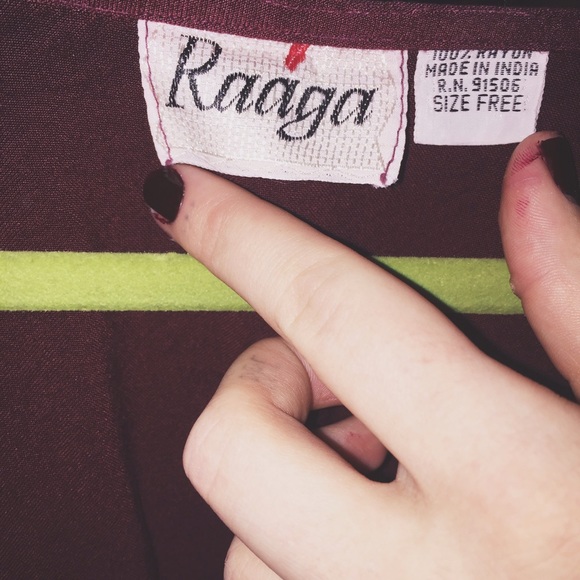 Raaga
100% RAYON
MADE IN INDIA
R.N. 91506
SIZE FREE